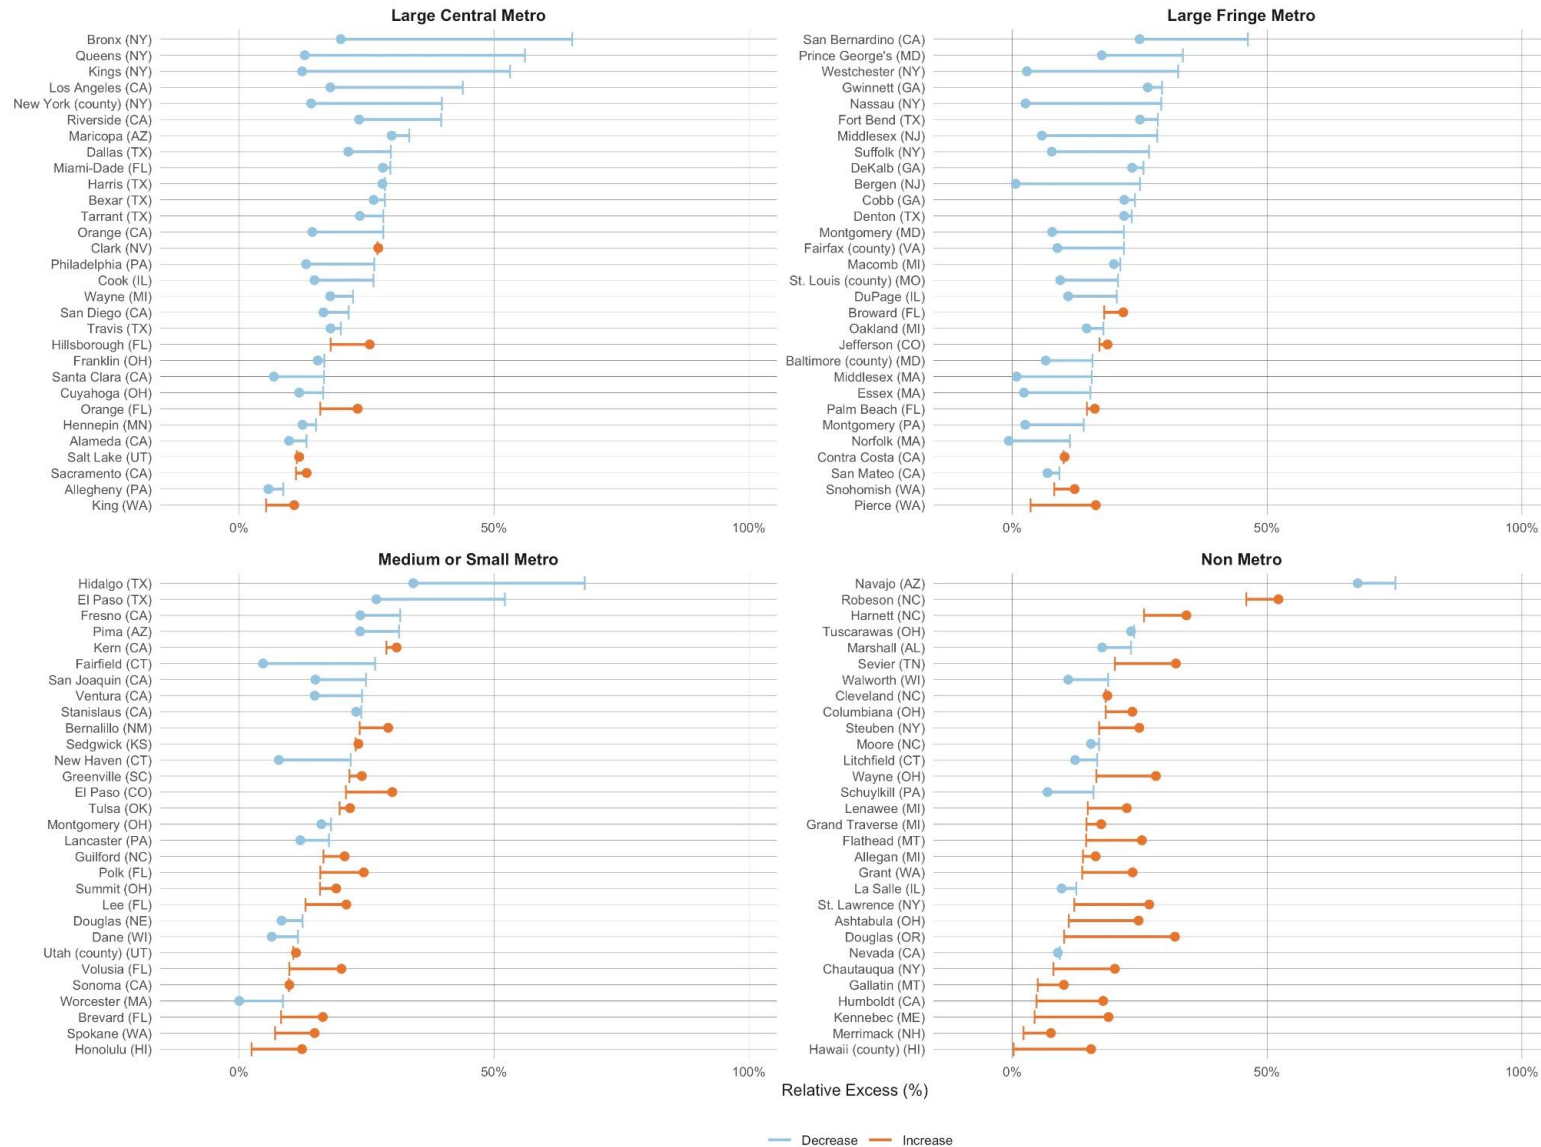 Large Central Metro
Bronx (NY)
Queens (NY)
Kings (NY)
Los Angeles (CA)
New York (county) (NY)
Riverside (CA)
Maricopa (AZ)
Dallas (TX)
Miami-Dade (FL)
Harris (TX)
Bexar (TX)
Tarrant (TX)
Orange (CA)
Clark (NV)
Philadelphia (PA)
Cook (IL)
Wayne (MI)
San Diego (CA)
Travis (TX)
Hillsborough (FL)
Franklin (OH)
Santa Clara (CA)
Cuyahoga (OH)
Orange (FL)
Hennepin (MN)
Alameda (CA)
Salt Lake (UT)
Sacramento (CA)
Allegheny (PA)
King (WA)
0% 50% 100%
Large Fringe Metro
San Bernardino (CA)
Prince George's (MD)
Westchester (NY)
Gwinnett (GA)
Nassau (NY)
Fort Bend (TX)
Middlesex (NJ)
Suffolk (NY)
DeKalb (GA)
Bergen (NJ)
Cobb (GA)
Denton (TX)
Montgomery (MD)
Fairfax (county) (VA)
Macomb (MI)
St. Louis (county) (MO)
DuPage (IL)
Broward (FL)
Oakland (MI)
Jefferson (CO)
Baltimore (county) (MD)
Middlesex (MA)
Essex (MA)
Palm Beach (FL)
Montgomery (PA)
Norfolk (MA)
Contra Costa (CA)
San Mateo (CA)
Snohomish (WA)
Pierce (WA)
0% 50% 100%
Medium or Small Metro
Hidalgo (TX)
El Paso (TX)
Fresno (CA)
Pima (AZ)
Kern (CA)
Fairfield (CT)
San Joaquin (CA)
Ventura (CA)
Stanislaus (CA)
Bernalillo (NM)
Sedgwick (KS)
New Haven (CT)
Greenville (SC)
El Paso (CO)
Tulsa (OK)
Montgomery (OH)
Lancaster (PA)
Guilford (NC)
Polk (FL)
Summit (OH)
Lee (FL)
Douglas (NE)
Dane (WI)
Utah (county) (UT)
Volusia (FL)
Sonoma (CA)
Worcester (MA)
Brevard (FL)
Spokane (WA)
Honolulu (HI)
0% 50% 100%
Non Metro
Navajo (AZ)
Robeson (NC)
Harnett (NC)
Tuscarawas (OH)
Marshall (AL)
Sevier (TN)
Walworth (WI)
Cleveland (NC)
Columbiana (OH)
Steuben (NY)
Moore (NC)
Litchfield (CT)
Wayne (OH)
Schuylkill (PA)
Lenawee (MI)
Grand Traverse (MI)
Flathead (MT)
Allegan (MI)
Grant (WA)
La Salle (IL)
St. Lawrence (NY)
Ashtabula (OH)
Douglas (OR)
Nevada (CA)
Chautauqua (NY)
Gallatin (MT)
Humboldt (CA)
Kennebec (ME)
Merrimack (NH)
Hawaii (county) (HI)
0% 50% 100%
Relative Excess (%)
Decrease Increase